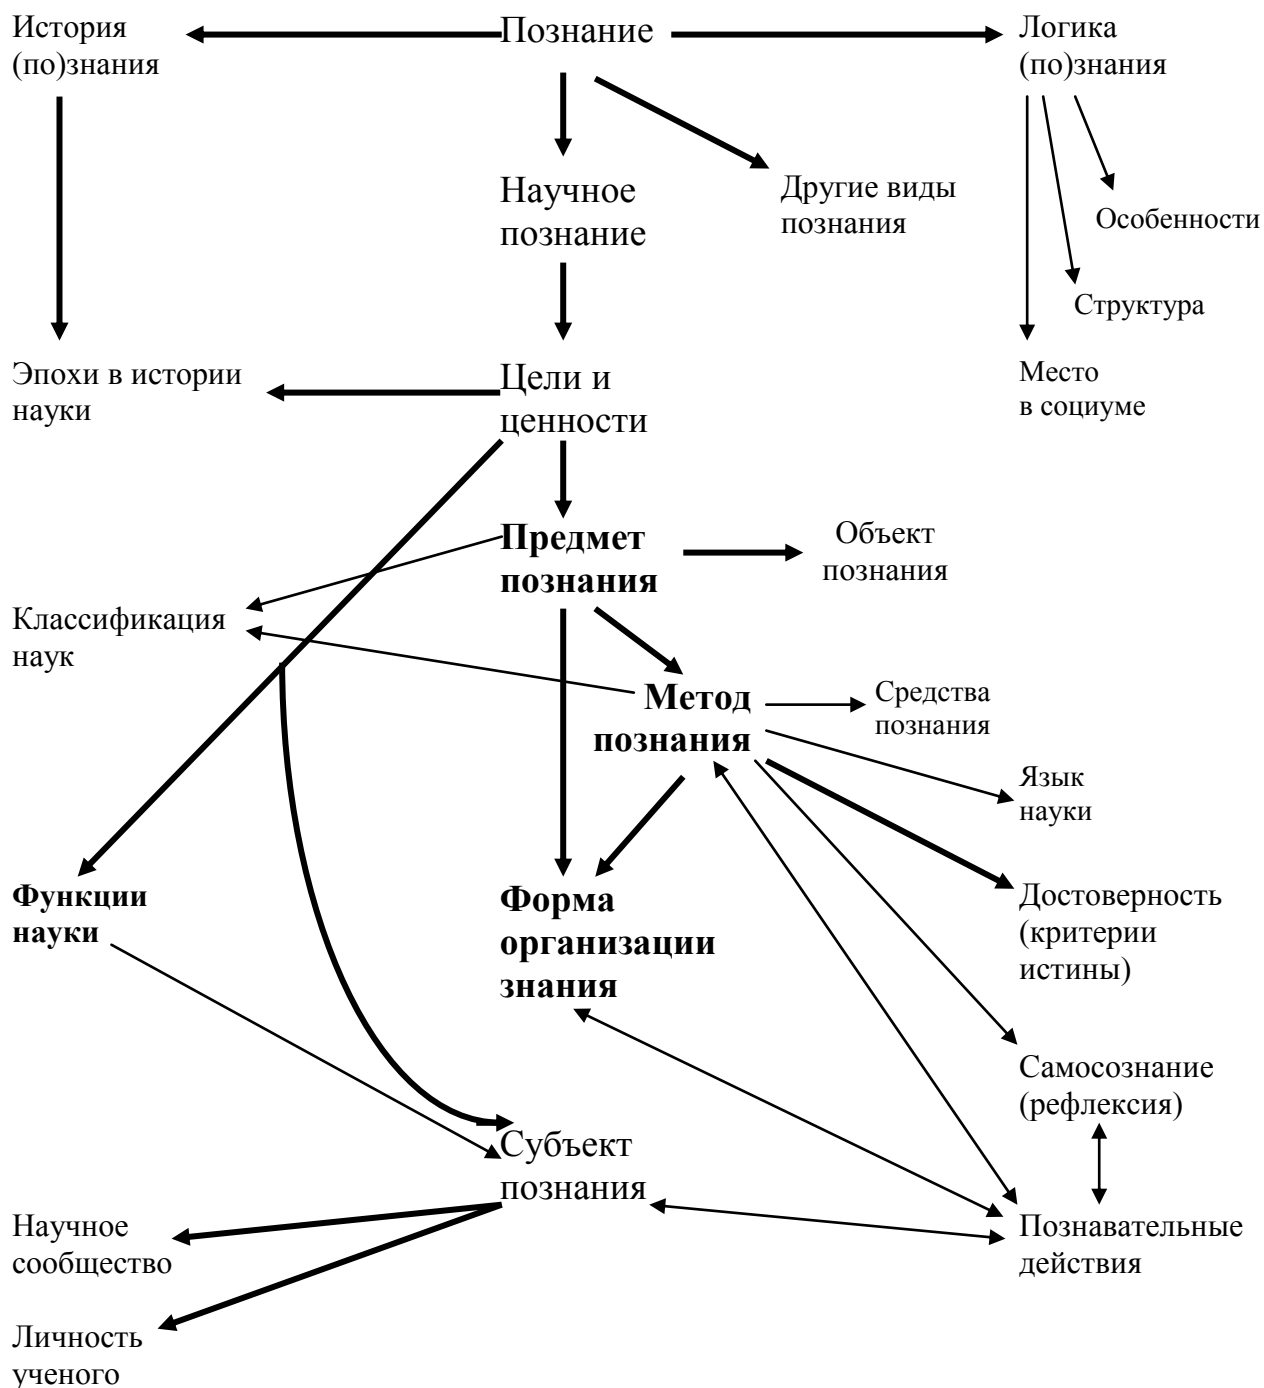 История
(по)знания
Познание
Логика
(по)знания
Научное
познание
Другие виды
познания
Особенности
Структура
Эпохи в истории
науки
Цели и
ценности
Место
в социуме
Предмет
познания
Объект
познания
Классификация
наук
Метод
познания
Средства
познания
Язык
науки
Функции
науки
Форма
организации
знания
Достоверность
(критерии
истины)
Самосознание
(рефлексия)
Субъект
познания
Научное
сообщество
Познавательные
действия
Личность
ученого